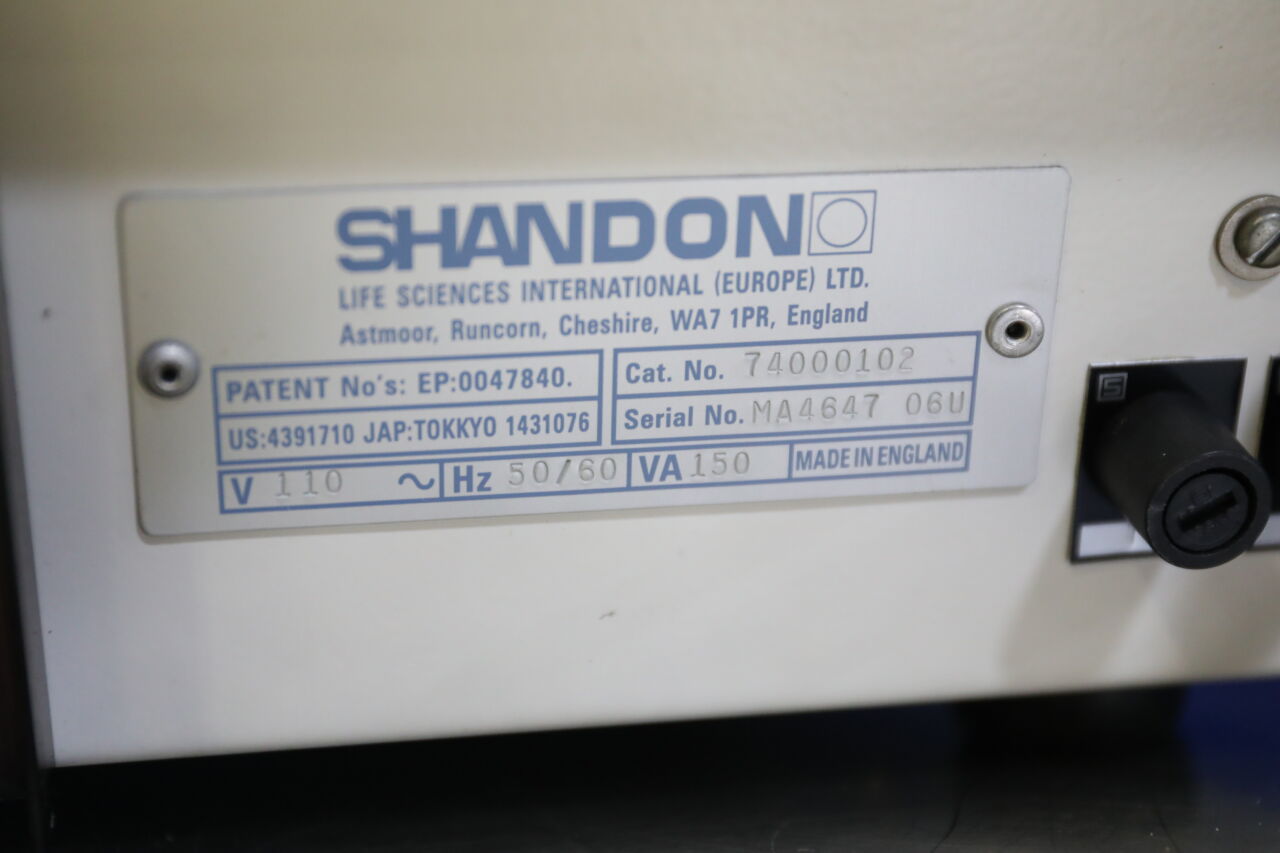 SHANDON
LIFE SCIENCES INTERNATIONAL (EUROPE) LTD.
Astmoor, Runcorn, Cheshire, WA7 1PR, England
PATENT No's: EP:0047840.
US:4391710 JAP:TOKKYO 1431076
Cat. No. 74000102
Serial No. MA4647 06U
V 110 ~ Hz 50/60 VA 150 MADE IN ENGLAND